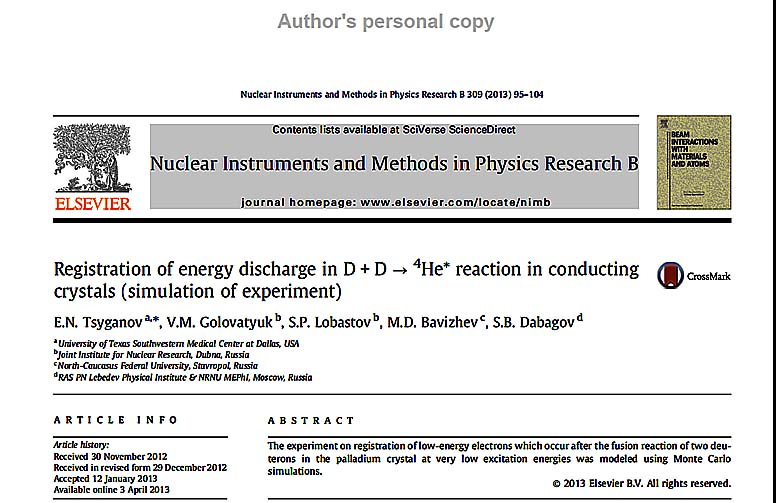 Author's personal copy
Nuclear Instruments and Methods in Physics Research B 309 (2013) 95–104
Contents lists available at SciVerse ScienceDirect
Nuclear Instruments and Methods in Physics Research B
journal homepage: www.elsevier.com/locate/nimb
ELSEVIER
BEAM
INTERACTIONS
WITH
MATERIALS
AND ATOMS
Registration of energy discharge in D + D → ⁴He* reaction in conducting
crystals (simulation of experiment)
CrossMark
E.N. Tsyganov ᵃ,*, V.M. Golovatyuk ᵇ, S.P. Lobastov ᵇ, M.D. Bavizhev ᶜ, S.B. Dabagov ᵈ
ᵃ University of Texas Southwestern Medical Center at Dallas, USA
ᵇ Joint Institute for Nuclear Research, Dubna, Russia
ᶜ North-Caucasus Federal University, Stavropol, Russia
ᵈ RAS PN Lebedev Physical Institute & NRNU MEPhI, Moscow, Russia
ARTICLE INFO
Article history:
Received 30 November 2012
Received in revised form 29 December 2012
Accepted 12 January 2013
Available online 3 April 2013
ABSTRACT
The experiment on registration of low-energy electrons which occur after the fusion reaction of two deu-
terons in the palladium crystal at very low excitation energies was modeled using Monte Carlo
simulations.
© 2013 Elsevier B.V. All rights reserved.